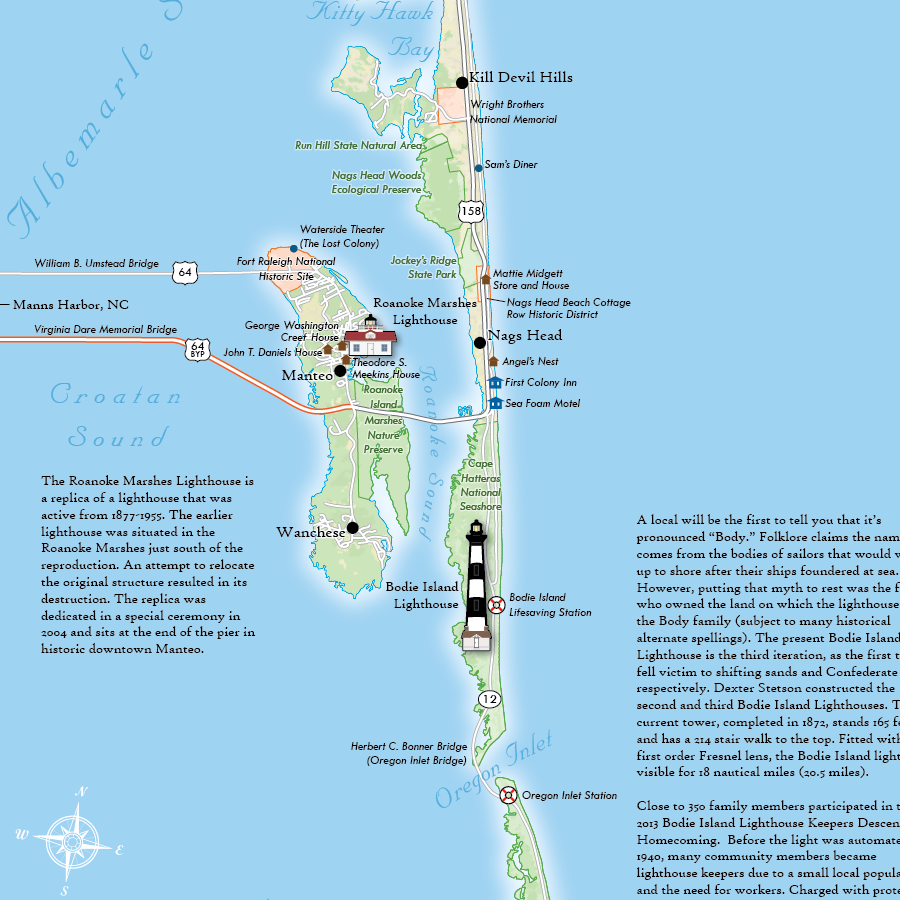 Kitty Hawk
Bay
Albemarle S
Kill Devil Hills
Wright Brothers
National Memorial
Run Hill State Natural Area
Sam's Diner
Nags Head Woods
Ecological Preserve
158
Waterside Theater
(The Lost Colony)
William B. Umstead Bridge
64
Fort Raleigh National
Historic Site
Jockey's Ridge
State Park
Mattie Midgett
Store and House
Manns Harbor, NC
Roanoke Marshes
Lighthouse
Nags Head Beach Cottage
Row Historic District
Virginia Dare Memorial Bridge
64
BYP
George Washington
Creef House
John T. Daniels House
Nags Head
Theodore S.
Meekins House
Manteo
Angel's Nest
First Colony Inn
Sea Foam Motel
Croatan
Sound
Roanoke
Island
Marshes
Nature
Preserve
Roanoke Sound
Cape
Hatteras
National
Seashore
The Roanoke Marshes Lighthouse is
a replica of a lighthouse that was
active from 1877-1955. The earlier
lighthouse was situated in the
Roanoke Marshes just south of the
reproduction. An attempt to relocate
the original structure resulted in its
destruction. The replica was
dedicated in a special ceremony in
2004 and sits at the end of the pier in
historic downtown Manteo.
Wanchese
Bodie Island
Lighthouse
Bodie Island
Lifesaving Station
12
Herbert C. Bonner Bridge
(Oregon Inlet Bridge)
Oregon Inlet
Oregon Inlet Station
N
W
E
S
A local will be the first to tell you that it's
pronounced “Body.” Folklore claims the nam
comes from the bodies of sailors that would w
up to shore after their ships foundered at sea.
However, putting that myth to rest was the f
who owned the land on which the lighthouse
the Body family (subject to many historical
alternate spellings). The present Bodie Island
Lighthouse is the third iteration, as the first t
fell victim to shifting sands and Confederate
respectively. Dexter Stetson constructed the
second and third Bodie Island Lighthouses. T
current tower, completed in 1872, stands 165 fe
and has a 214 stair walk to the top. Fitted with
first order Fresnel lens, the Bodie Island light
visible for 18 nautical miles (20.5 miles).
Close to 350 family members participated in t
2013 Bodie Island Lighthouse Keepers Descen
Homecoming. Before the light was automate
1940, many community members became
lighthouse keepers due to a small local popula
and the need for workers. Charged with prote